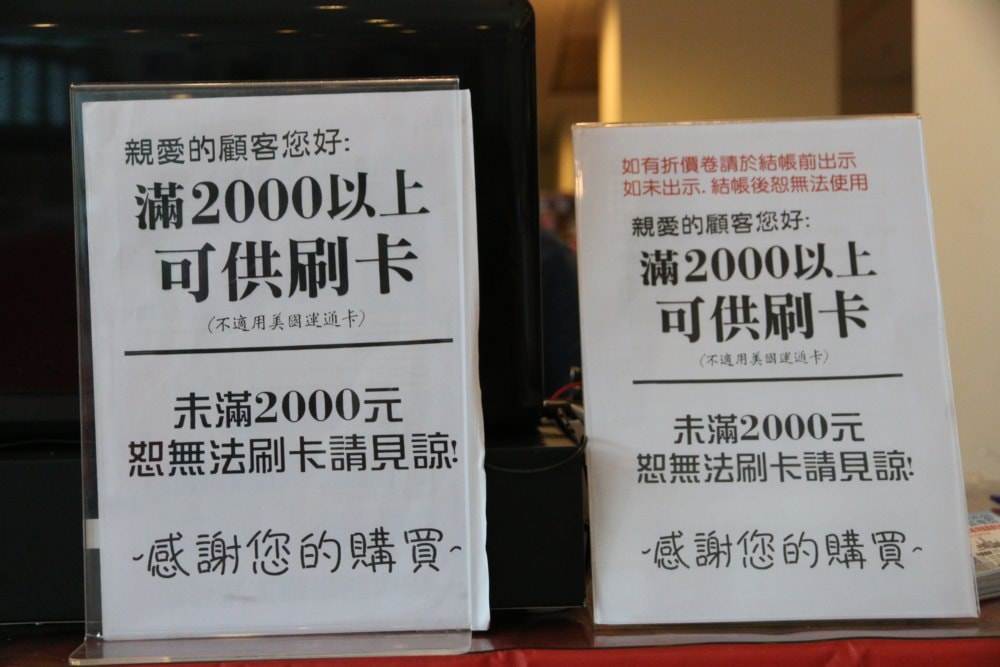 親愛的顧客您好:
滿2000以上
可供刷卡
(不適用美國運通卡)
未滿2000元
恕無法刷卡請見諒!
~感謝您的購買~
如有折價卷請於結帳前出示
如未出示,結帳後恕無法使用
親愛的顧客您好:
滿2000以上
可供刷卡
(不適用美國運通卡)
未滿2000元
恕無法刷卡請見諒!
~感謝您的購買~